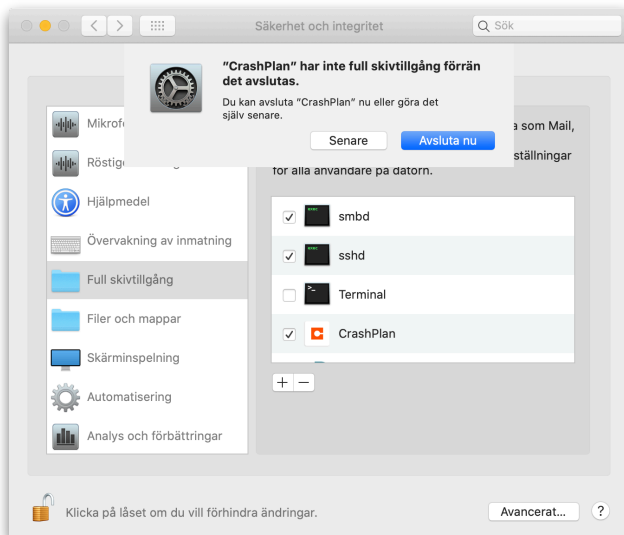 Säkerhet och integritet
Sök
"CrashPlan" har inte full skivtillgång förrän
det avslutas.
Du kan avsluta "CrashPlan" nu eller göra det
själv senare.
Senare
Avsluta nu
som Mail,
ställningar
för alla användare på datorn.
Hjälpmedel
Övervakning av inmatning
Full skivtillgång
Filer och mappar
Skärminspelning
Automatisering
Analys och förbättringar
smbd
sshd
Terminal
CrashPlan
Klicka på låset om du vill förhindra ändringar.
Avancerat...
?